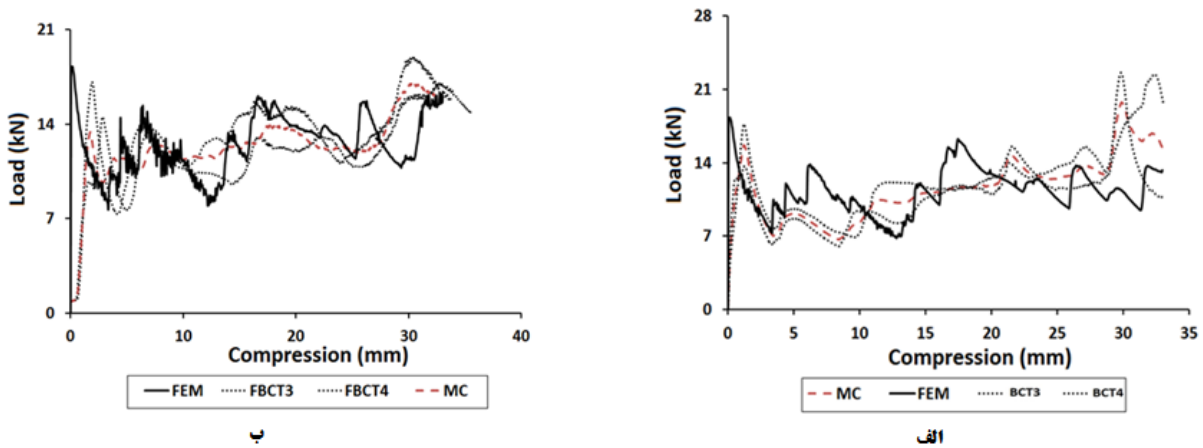 21
14
7
0
Load (kN)
0 10 20 30 40
Compression (mm)
FEM FBCT3 FBCT4 MC
ب
28
21
14
7
0
Load (kN)
0 5 10 15 20 25 30 35
Compression (mm)
MC FEM BCT3 BCT4
الف